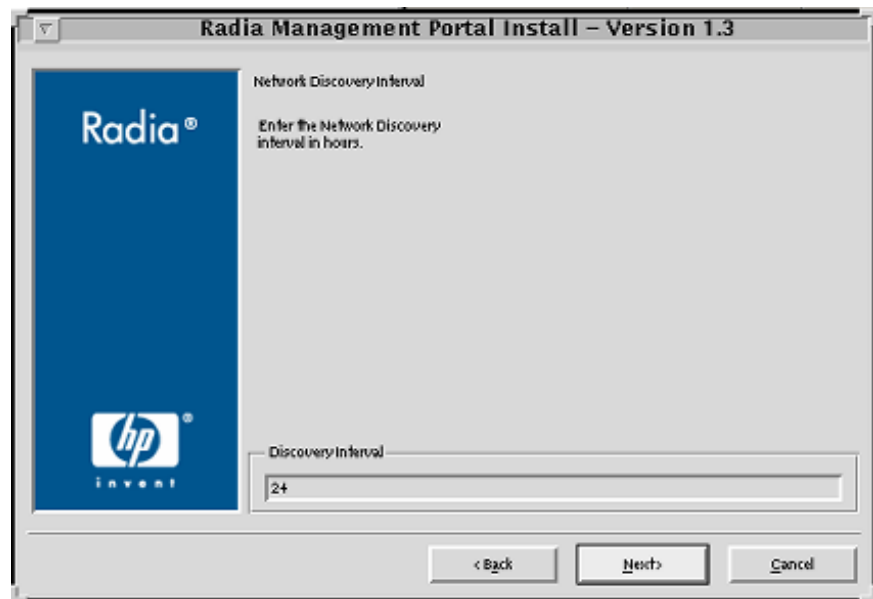 Radia Management Portal Install – Version 1.3
Radia®
Network Discovery Interval
Enter the Network Discovery
interval in hours.
hp®
invent
Discovery Interval
24
< Back
Next>
Cancel